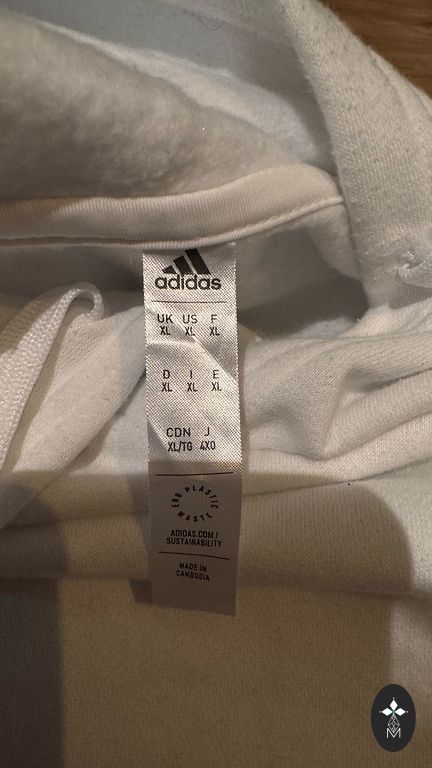 adidas
UK US F
XL XL XL
D I E
XL XL XL
CDN J
XL/TG 4XO
END PLASTIC WASTE
ADIDAS.COM/
SUSTAINABILITY
MADE IN
CAMBODIA
M